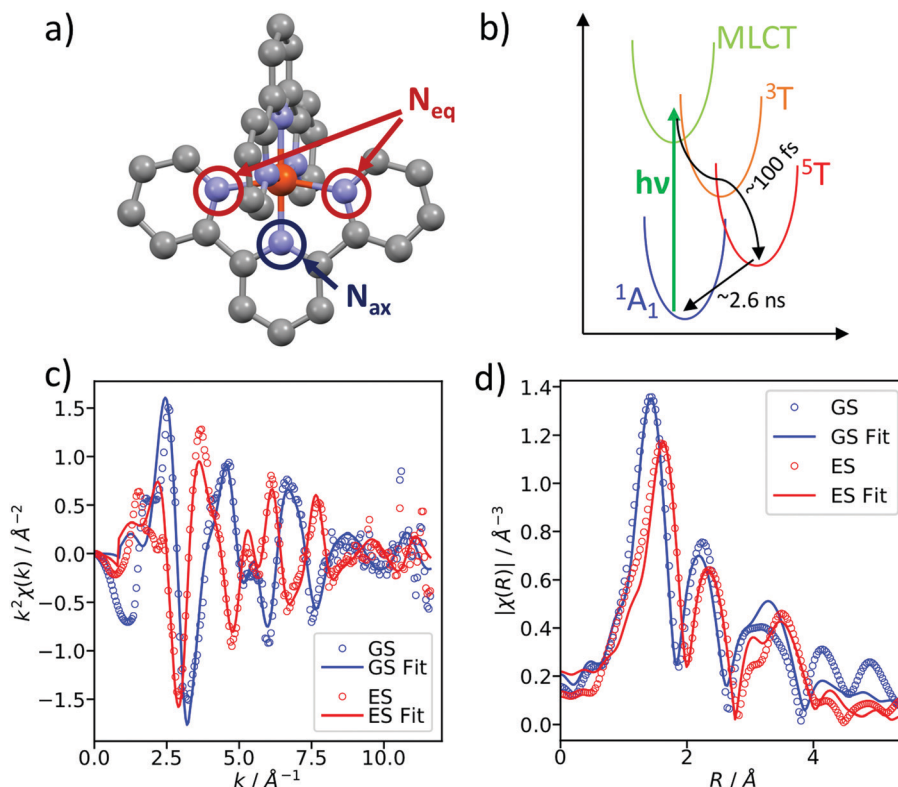 a)
N_eq
N_ax
b)
MLCT
³T
~100 fs
⁵T
hν
¹A₁
~2.6 ns
c)
1.5
1.0
0.5
0.0
-0.5
-1.0
-1.5
k²χ(k) / Å⁻²
GS
GS Fit
ES
ES Fit
0.0 2.5 5.0 7.5 10.0
k / Å⁻¹
d)
1.4
1.2
1.0
0.8
0.6
0.4
0.2
0.0
|χ(R)| / Å⁻³
GS
GS Fit
ES
ES Fit
0 2 4
R / Å